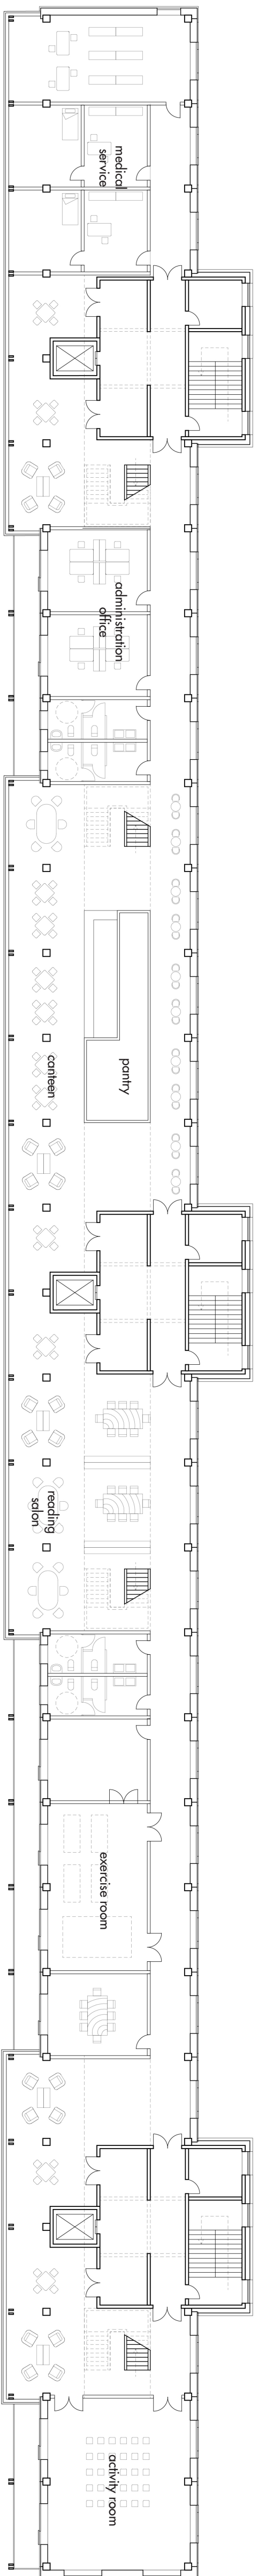 medical
service
administration
office
pantry
canteen
reading
salon
exercise room
activity room